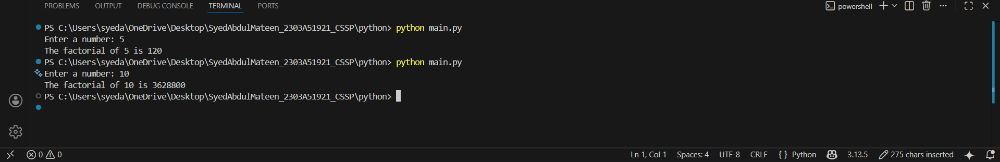 PROBLEMS OUTPUT DEBUG CONSOLE TERMINAL PORTS powershell
PS C:\Users\syeda\OneDrive\Desktop\SyedAbdulMateen_2303A51921_CSSP\python> python main.py
Enter a number: 5
The factorial of 5 is 120
PS C:\Users\syeda\OneDrive\Desktop\SyedAbdulMateen_2303A51921_CSSP\python> python main.py
Enter a number: 10
The factorial of 10 is 3628800
PS C:\Users\syeda\OneDrive\Desktop\SyedAbdulMateen_2303A51921_CSSP\python>
0 0 Ln 1, Col 1 Spaces: 4 UTF-8 CRLF {} Python 3.13.5 275 chars inserted